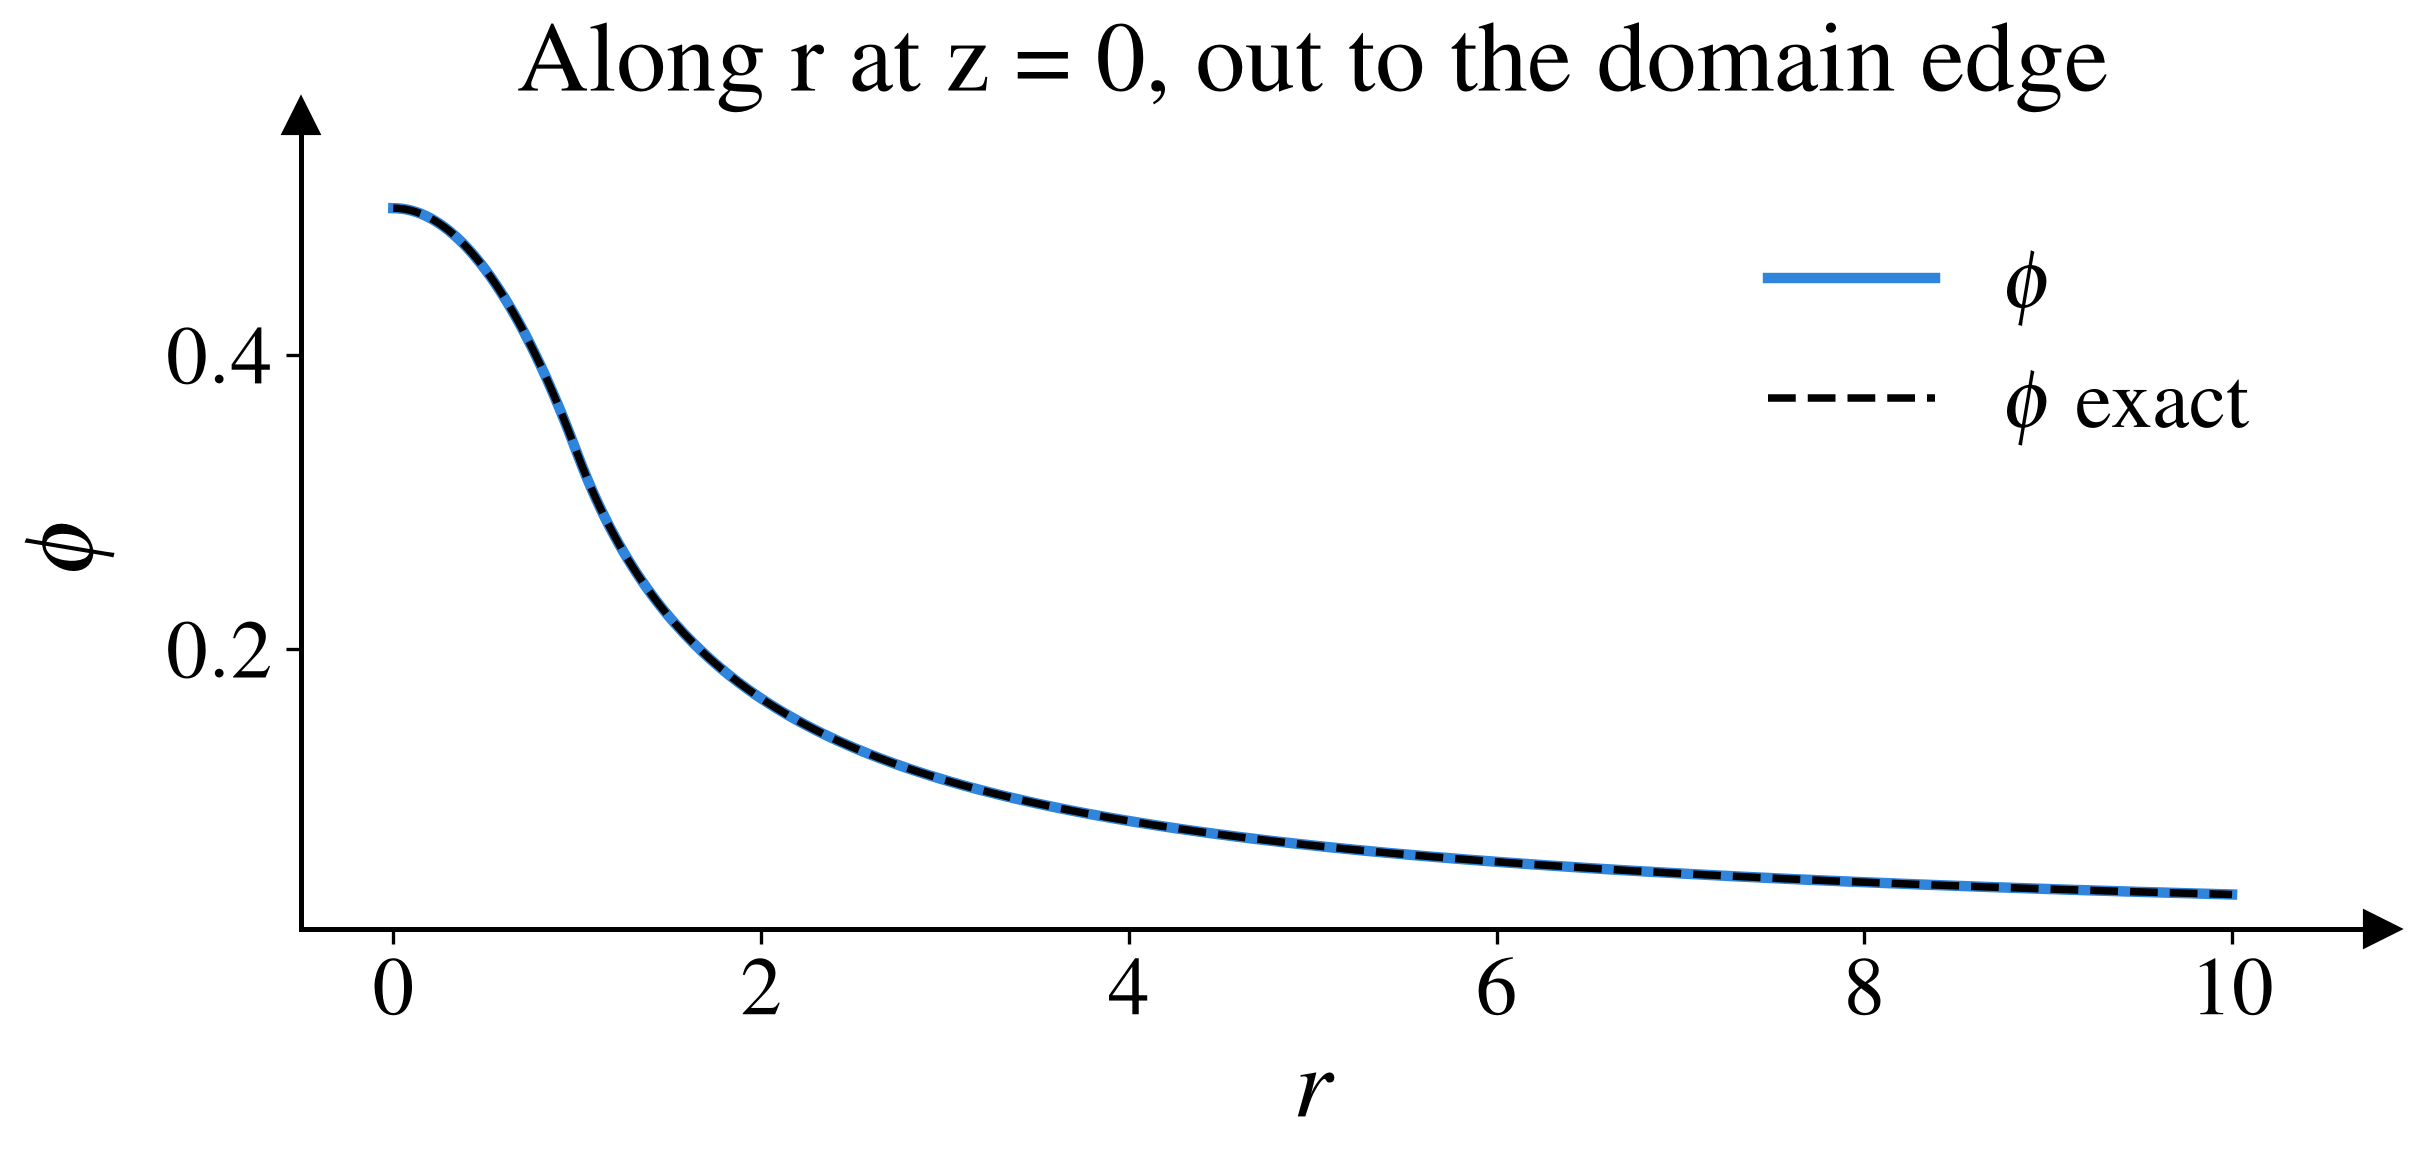 Along r at z = 0, out to the domain edge
ϕ
ϕ exact
0.4
0.2
ϕ
0 2 4 6 8 10
r